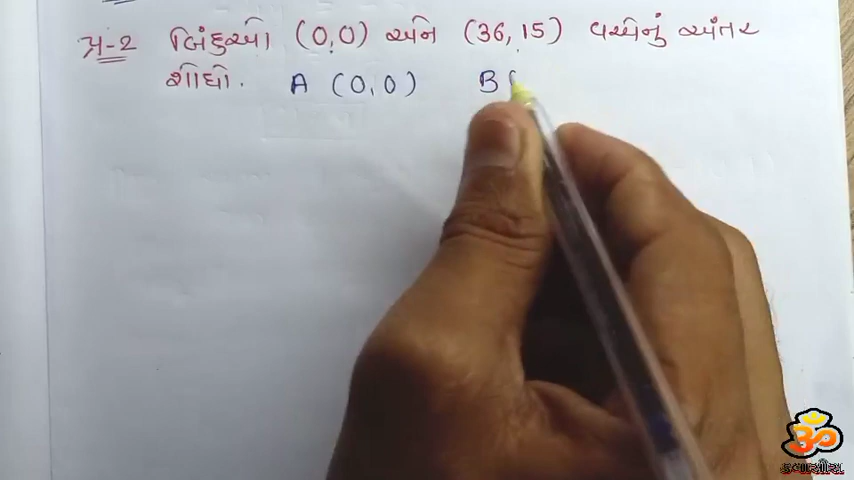 પ્ર-2 બિંદુઓ (0,0) અને (36,15) વચ્ચેનું અંતર
શોધો. A (0,0) B (